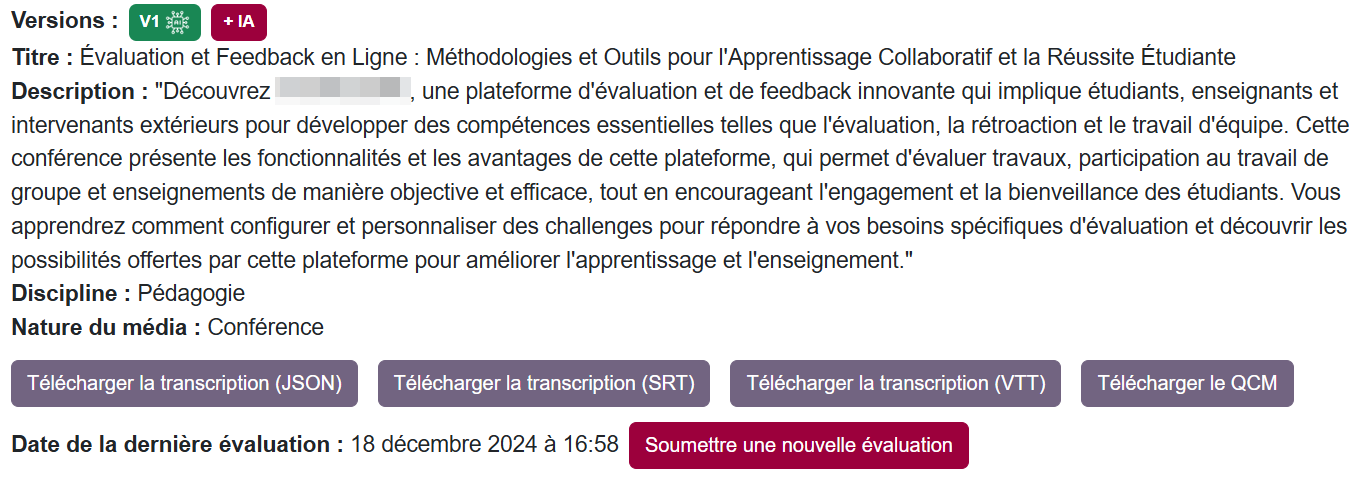 Versions : V1 AI + IA
Titre : Évaluation et Feedback en Ligne : Méthodologies et Outils pour l'Apprentissage Collaboratif et la Réussite Étudiante
Description : "Découvrez , une plateforme d'évaluation et de feedback innovante qui implique étudiants, enseignants et
intervenants extérieurs pour développer des compétences essentielles telles que l'évaluation, la rétroaction et le travail d'équipe. Cette
conférence présente les fonctionnalités et les avantages de cette plateforme, qui permet d'évaluer travaux, participation au travail de
groupe et enseignements de manière objective et efficace, tout en encourageant l'engagement et la bienveillance des étudiants. Vous
apprendrez comment configurer et personnaliser des challenges pour répondre à vos besoins spécifiques d'évaluation et découvrir les
possibilités offertes par cette plateforme pour améliorer l'apprentissage et l'enseignement."
Discipline : Pédagogie
Nature du média : Conférence
Télécharger la transcription (JSON) Télécharger la transcription (SRT) Télécharger la transcription (VTT) Télécharger le QCM
Date de la dernière évaluation : 18 décembre 2024 à 16:58 Soumettre une nouvelle évaluation